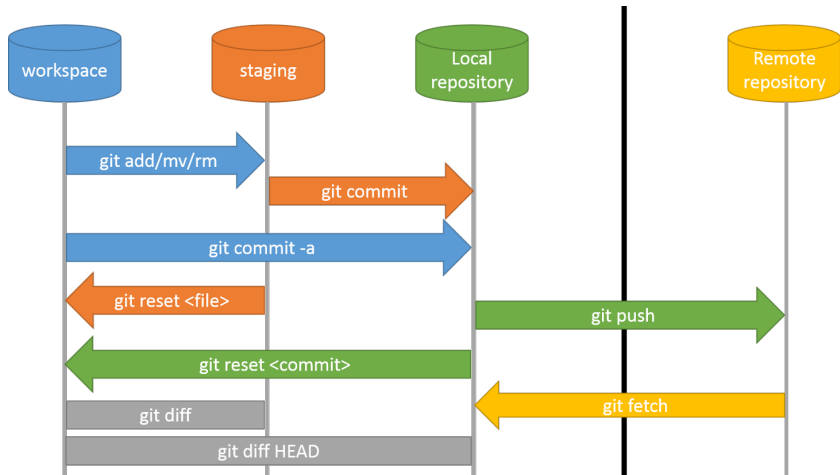 workspace
staging
Local
repository
Remote
repository
git add/mv/rm
git commit
git commit -a
git reset <file>
git push
git reset <commit>
git fetch
git diff
git diff HEAD